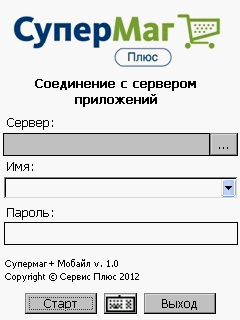 СуперМаг
Плюс
Соединение с сервером
приложений
Сервер:
...
Имя:
Пароль:
Супермаг+ Мобайл v. 1.0
Copyright © Сервис Плюс 2012
Старт
Выход